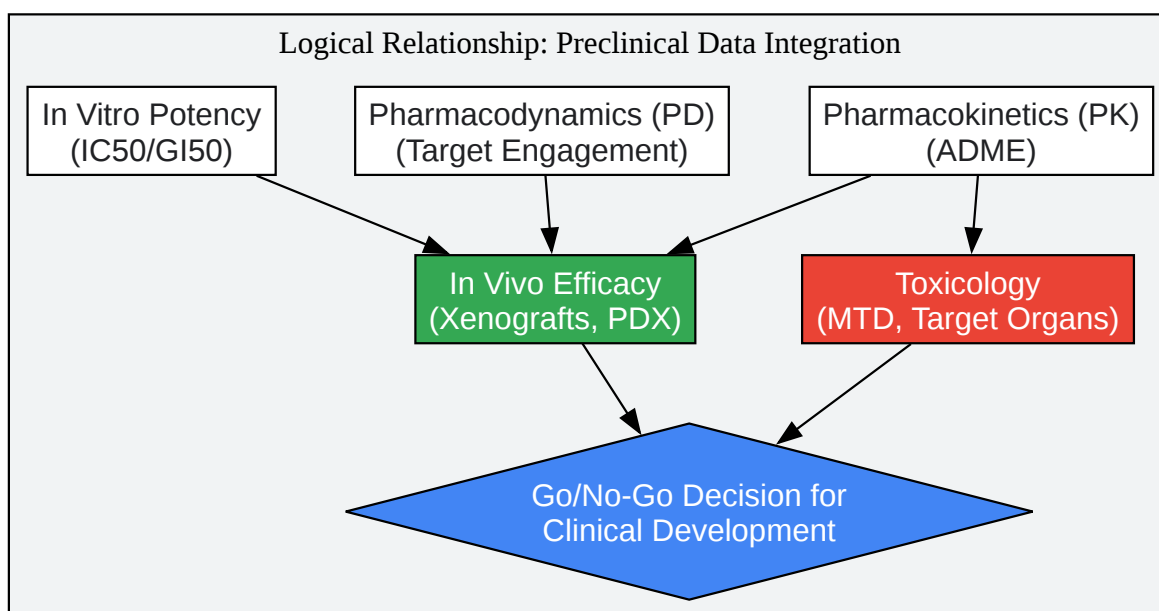 Logical Relationship: Preclinical Data Integration
In Vitro Potency
(IC50/GI50)
Pharmacodynamics (PD)
(Target Engagement)
Pharmacokinetics (PK)
(ADME)
In Vivo Efficacy
(Xenografts, PDX)
Toxicology
(MTD, Target Organs)
Go/No-Go Decision for
Clinical Development